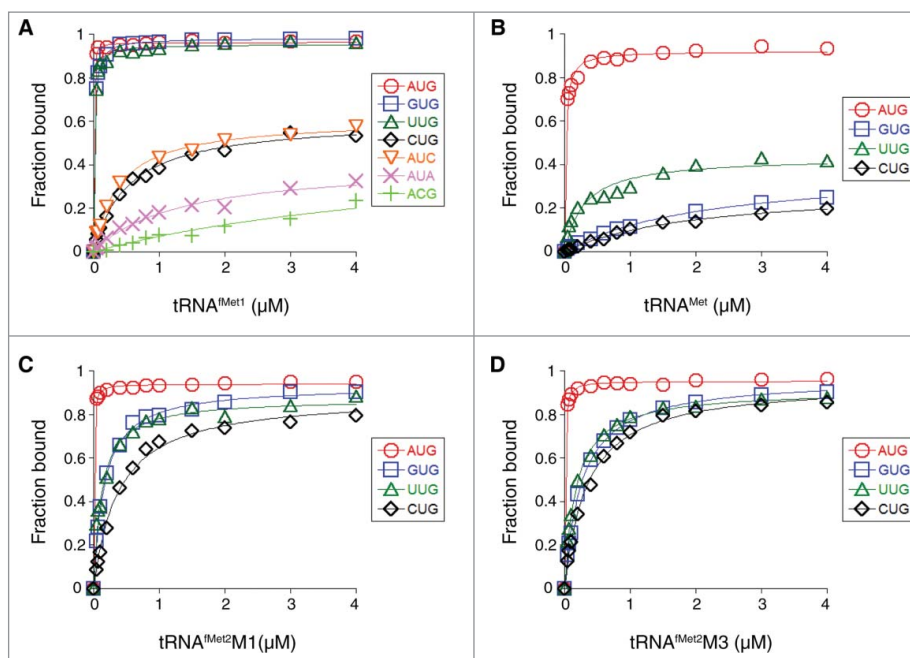 A
Fraction bound
1
0.8
0.6
0.4
0.2
0
0 1 2 3 4
tRNAᶠᴹᵉᵗ¹ (µM)
AUG
GUG
UUG
CUG
AUC
AUA
ACG
B
Fraction bound
1
0.8
0.6
0.4
0.2
0
0 1 2 3 4
tRNAᴹᵉᵗ (µM)
AUG
GUG
UUG
CUG
C
Fraction bound
1
0.8
0.6
0.4
0.2
0
0 1 2 3 4
tRNAᶠᴹᵉᵗ²M1(µM)
AUG
GUG
UUG
CUG
D
Fraction bound
1
0.8
0.6
0.4
0.2
0
0 1 2 3 4
tRNAᶠᴹᵉᵗ²M3(µM)
AUG
GUG
UUG
CUG